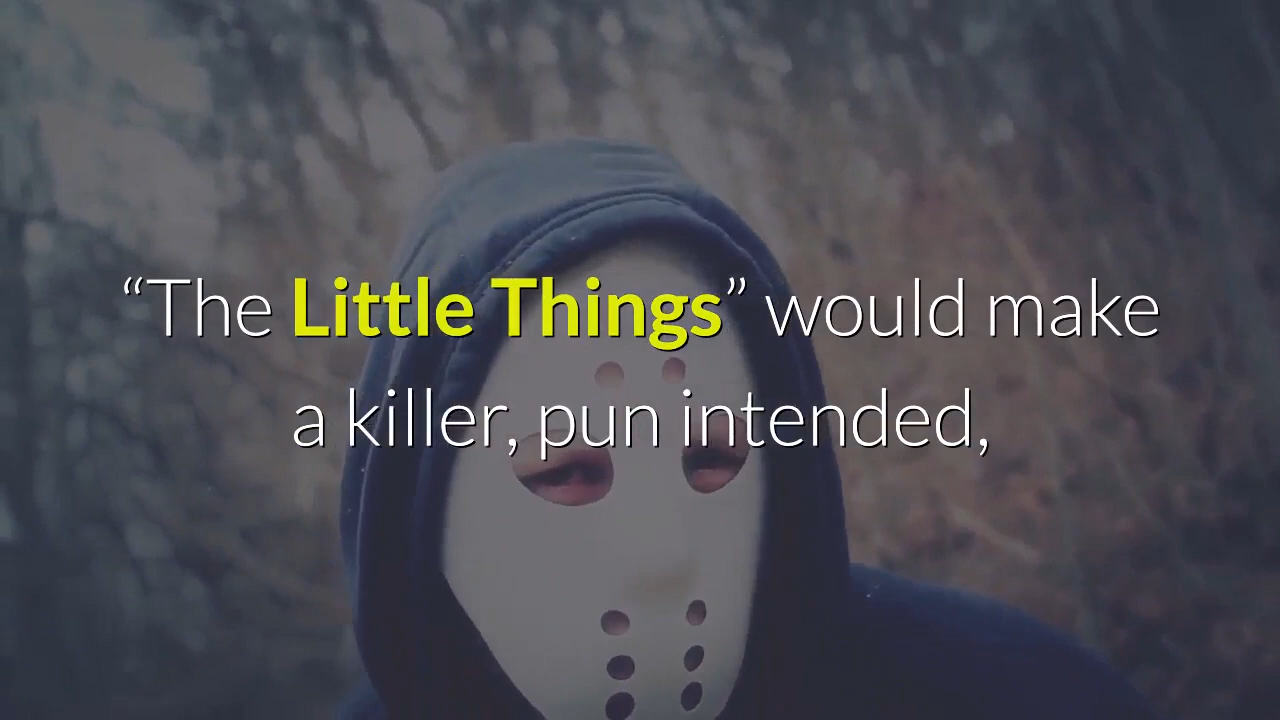 “The Little Things” would make
a killer, pun intended,